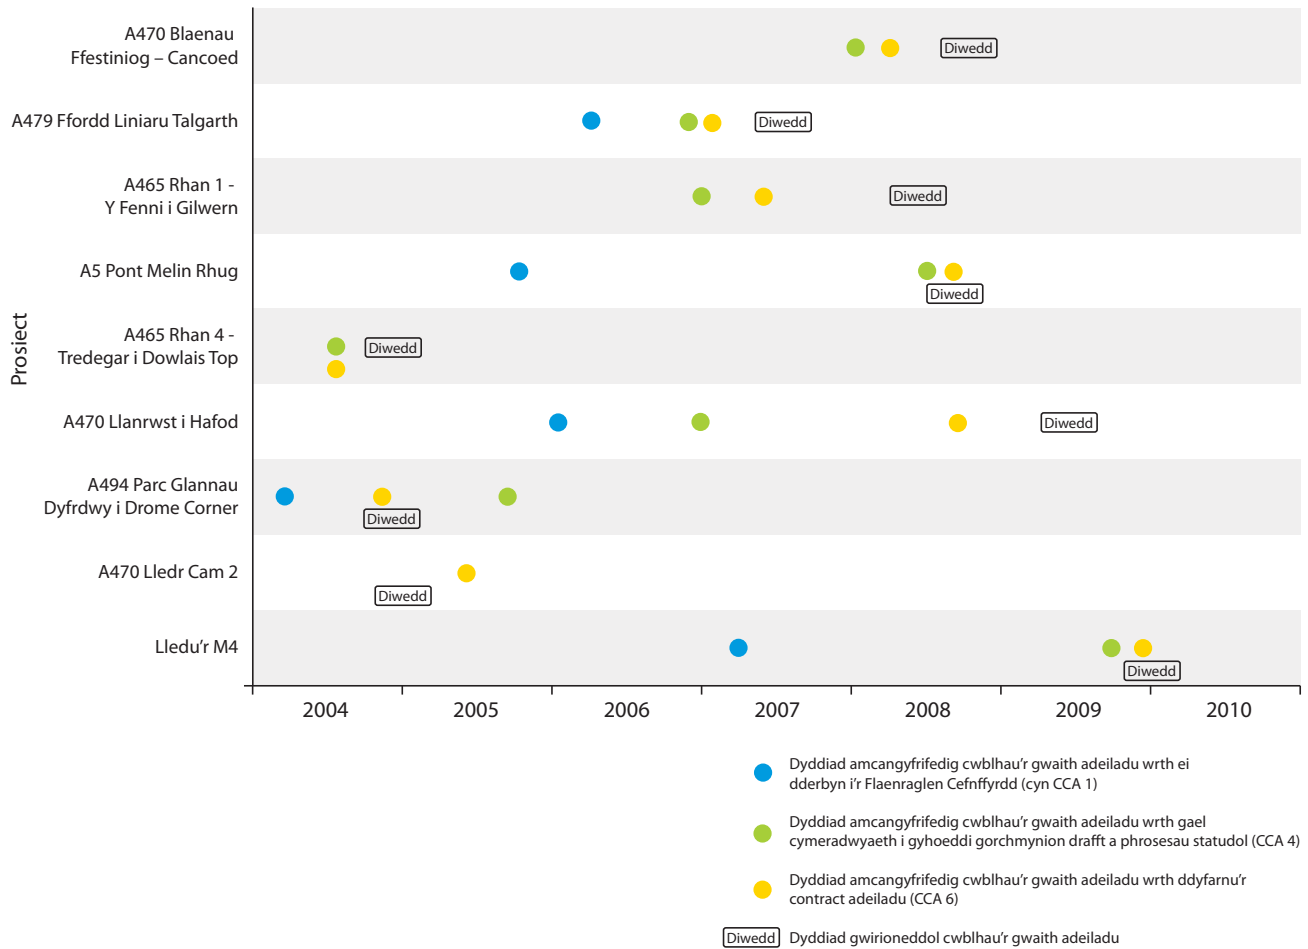 A470 Blaenau
Ffestiniog – Cancoed
Diwedd
A479 Ffordd Liniaru Talgarth
Diwedd
A465 Rhan 1 -
Y Fenni i Gilwern
Diwedd
A5 Pont Melin Rhug
Diwedd
Prosiect
A465 Rhan 4 -
Tredegar i Dowlais Top
Diwedd
A470 Llanrwst i Hafod
Diwedd
A494 Parc Glannau
Dyfrdwy i Drome Corner
Diwedd
A470 Lledr Cam 2
Diwedd
Lledu’r M4
Diwedd
2004 2005 2006 2007 2008 2009 2010
Dyddiad amcangyfrifedig cwblhau’r gwaith adeiladu wrth ei
dderbyn i’r Flaenraglen Cefnffyrdd (cyn CCA 1)
Dyddiad amcangyfrifedig cwblhau’r gwaith adeiladu wrth gael
cymeradwyaeth i gyhoeddi gorchmynion drafft a phrosesau statudol (CCA 4)
Dyddiad amcangyfrifedig cwblhau’r gwaith adeiladu wrth ddyfarnu’r
contract adeiladu (CCA 6)
Diwedd Dyddiad gwirioneddol cwblhau’r gwaith adeiladu